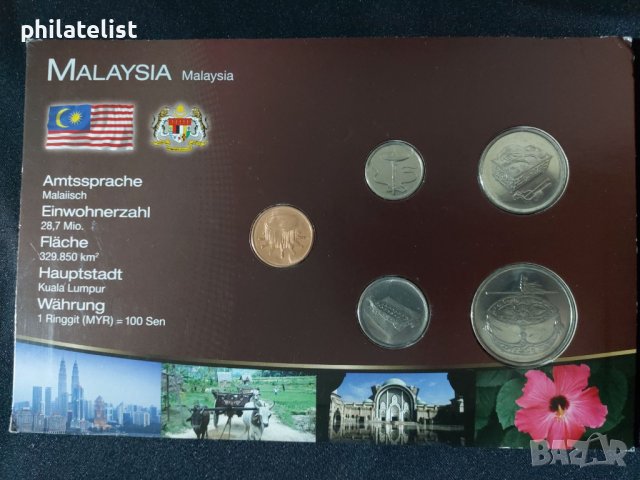 philatelist
MALAYSIA Malaysia
Amtssprache
Malaiisch
Einwohnerzahl
28,7 Mio.
Fläche
329.850 km²
Hauptstadt
Kuala Lumpur
Währung
1 Ringgit (MYR) = 100 Sen
BAZAR